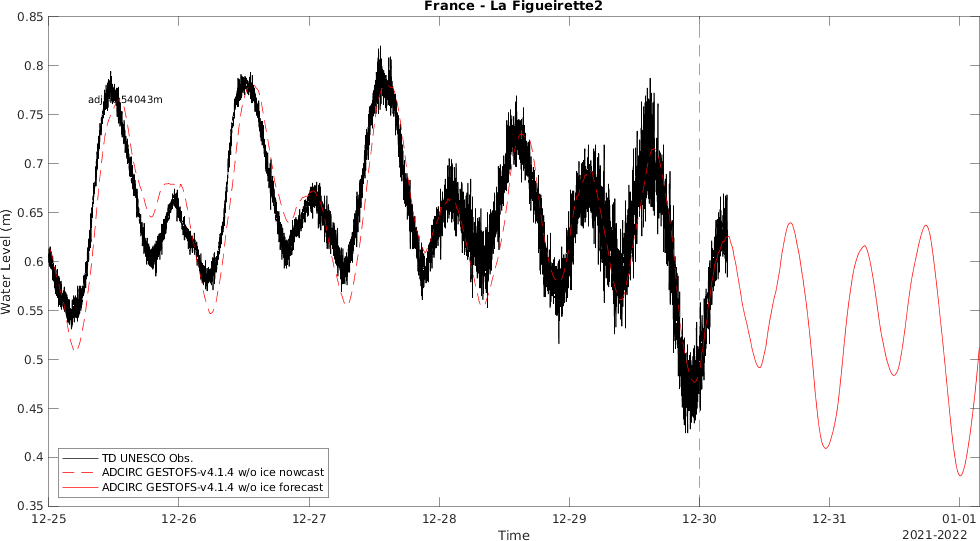 France - La Figueirette2
0.85
0.8
0.75
0.7
0.65
0.6
0.55
0.5
0.45
0.4
0.35
Water Level (m)
54043m
TD UNESCO Obs.
ADCIRC GESTOFS-v4.1.4 w/o ice nowcast
ADCIRC GESTOFS-v4.1.4 w/o ice forecast
12-25
12-26
12-27
12-28
12-29
12-30
12-31
01-01
Time
2021-2022